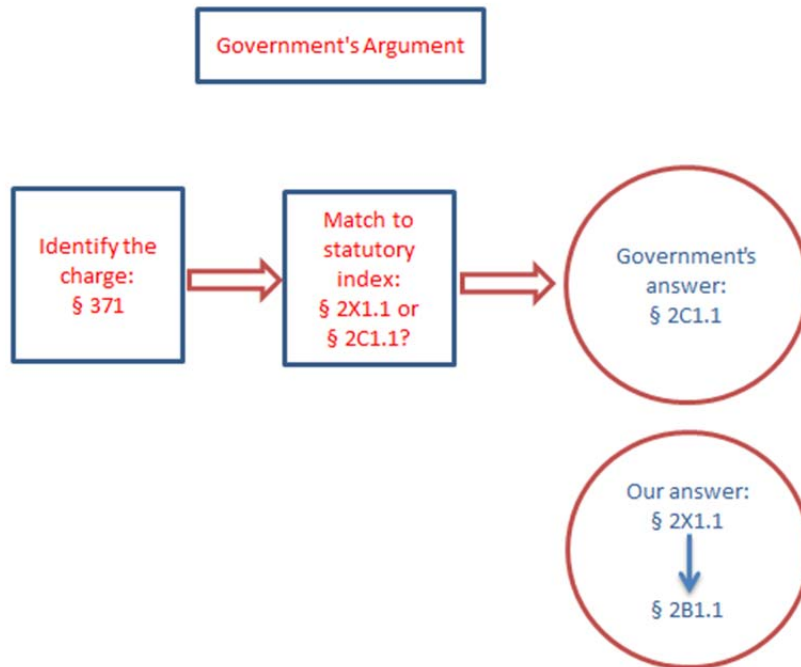 Government's Argument
Identify the
charge:
§ 371
Match to
statutory
index:
§ 2X1.1 or
§ 2C1.1?
Government's
answer:
§ 2C1.1
Our answer:
§ 2X1.1
§ 2B1.1